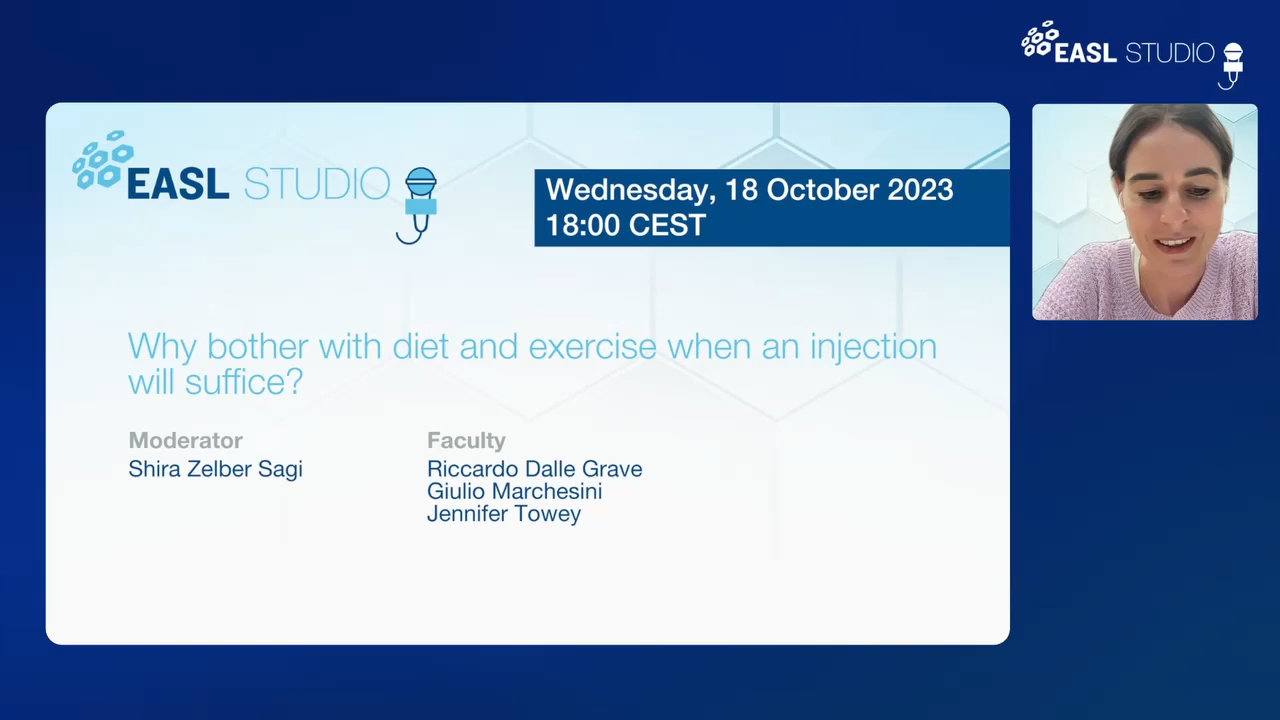 EASL STUDIO
EASL STUDIO
Wednesday, 18 October 2023
18:00 CEST
Why bother with diet and exercise when an injection
will suffice?
Moderator
Shira Zelber Sagi
Faculty
Riccardo Dalle Grave
Giulio Marchesini
Jennifer Towey